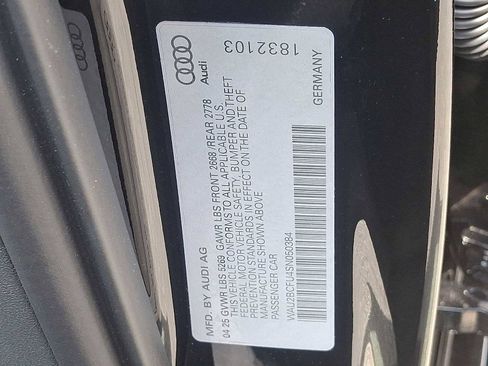 MFD. BY AUDI AG
04 25 GVWR LBS 5269 GAWR LBS FRONT 2668 / REAR 2778
THIS VEHICLE CONFORMS TO ALL APPLICABLE U.S.
FEDERAL MOTOR VEHICLE SAFETY, BUMPER AND THEFT
PREVENTION STANDARDS IN EFFECT ON THE DATE OF
MANUFACTURE SHOWN ABOVE
PASSENGER CAR
WAU2BCFU4SN050384
GERMANY
Audi
1832103